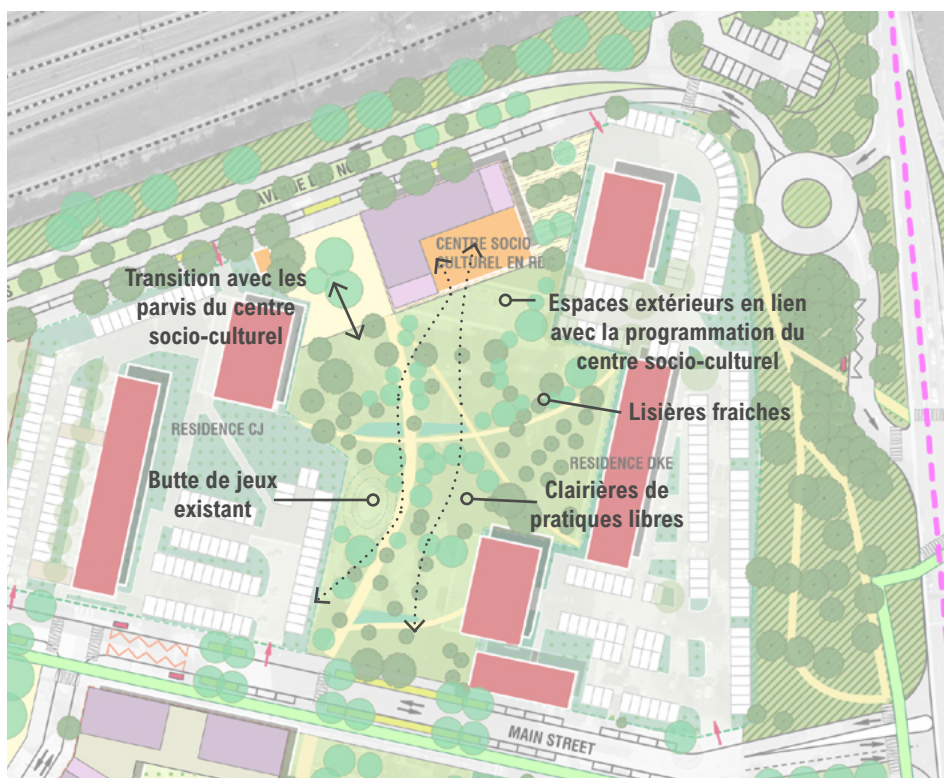 AVENUE DES NO
S
CENTRE SOCIO
CULTUREL EN RDC
Transition avec les
parvis du centre
socio-culturel
Espaces extérieurs en lien
avec la programmation du
centre socio-culturel
Lisières fraiches
RESIDENCE CJ
RESIDENCE DKE
Butte de jeux
existant
Clairières de
pratiques libres
MAIN STREET